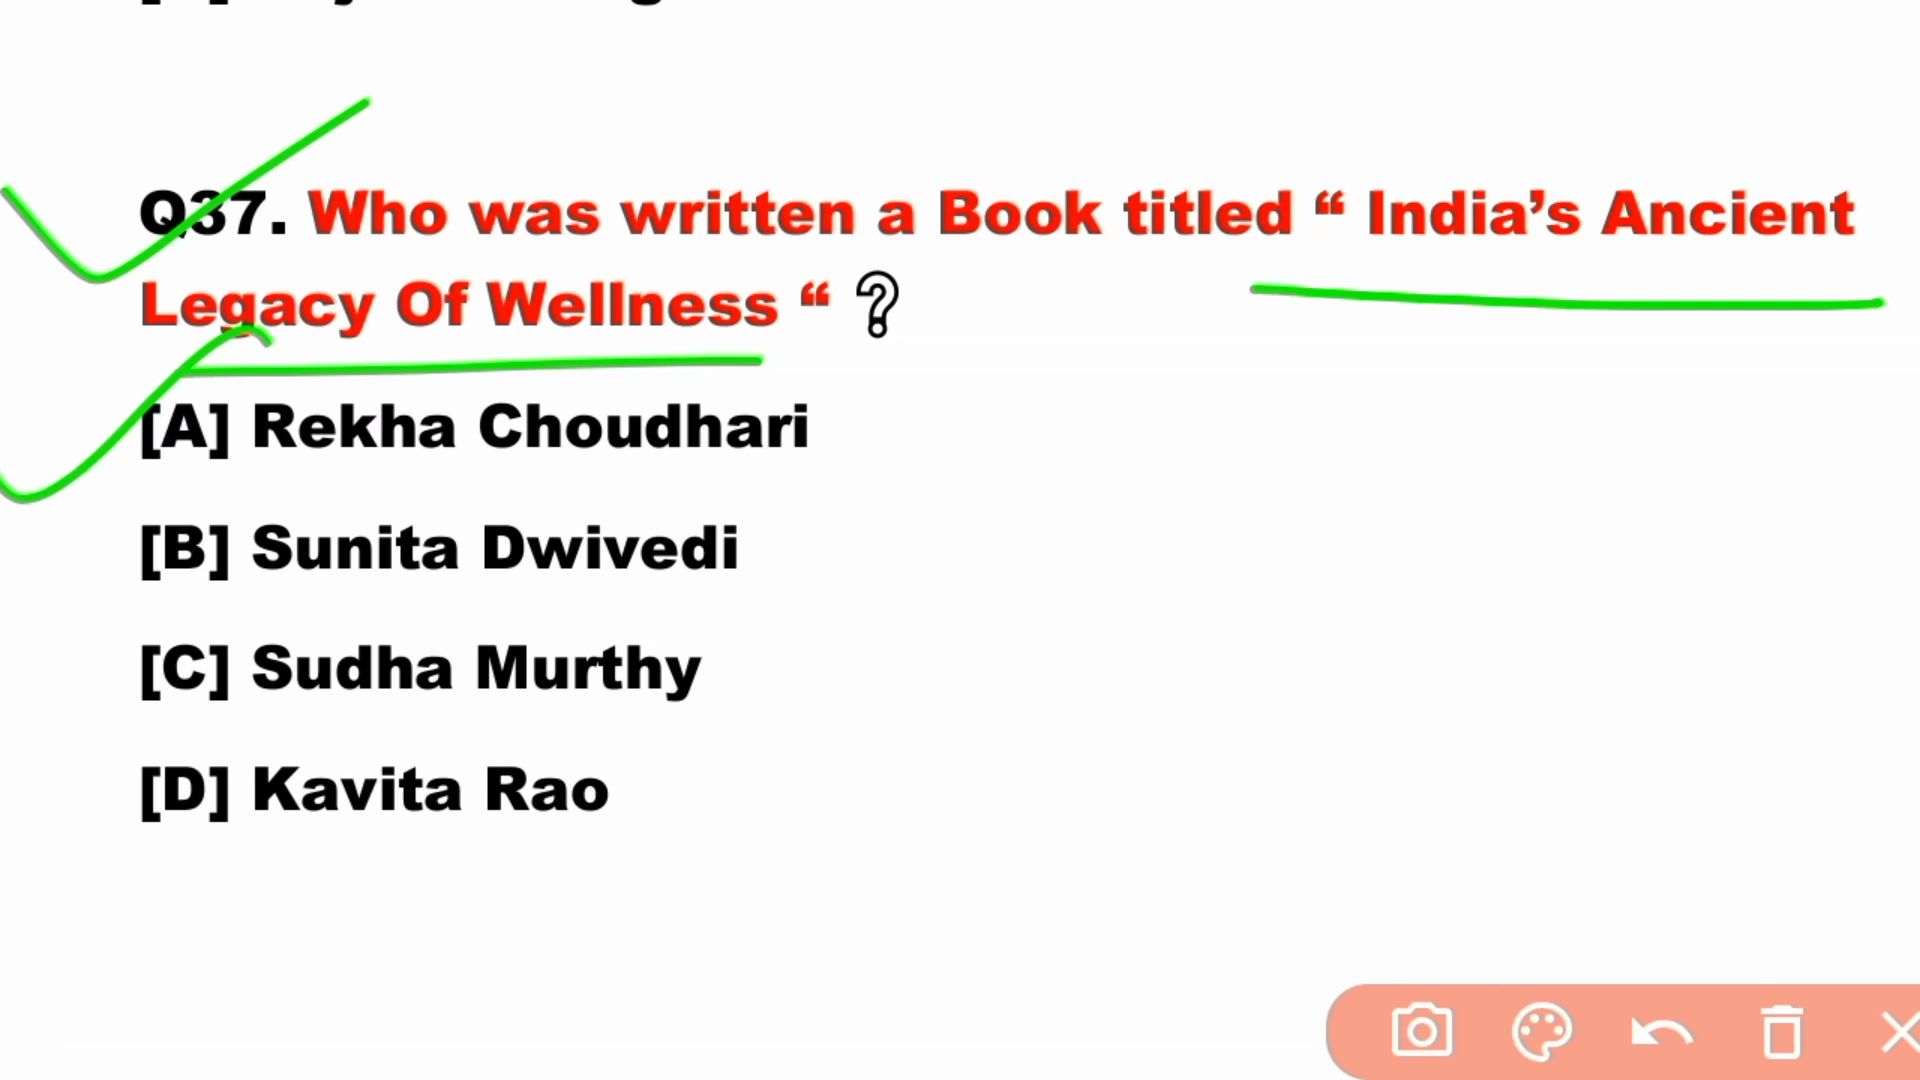 Q37. Who was written a Book titled “ India’s Ancient
Legacy Of Wellness “ ?
[A] Rekha Choudhari
[B] Sunita Dwivedi
[C] Sudha Murthy
[D] Kavita Rao